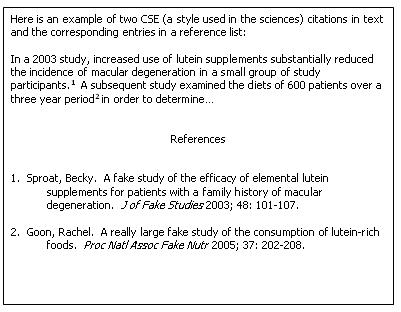 Here is an example of two CSE (a style used in the sciences) citations in text
and the corresponding entries in a reference list:
In a 2003 study, increased use of lutein supplements substantially reduced
the incidence of macular degeneration in a small group of study
participants.¹ A subsequent study examined the diets of 600 patients over a
three year period² in order to determine…
References
1. Sproat, Becky. A fake study of the efficacy of elemental lutein
supplements for patients with a family history of macular
degeneration. J of Fake Studies 2003; 48: 101-107.
2. Goon, Rachel. A really large fake study of the consumption of lutein-rich
foods. Proc Natl Assoc Fake Nutr 2005; 37: 202-208.